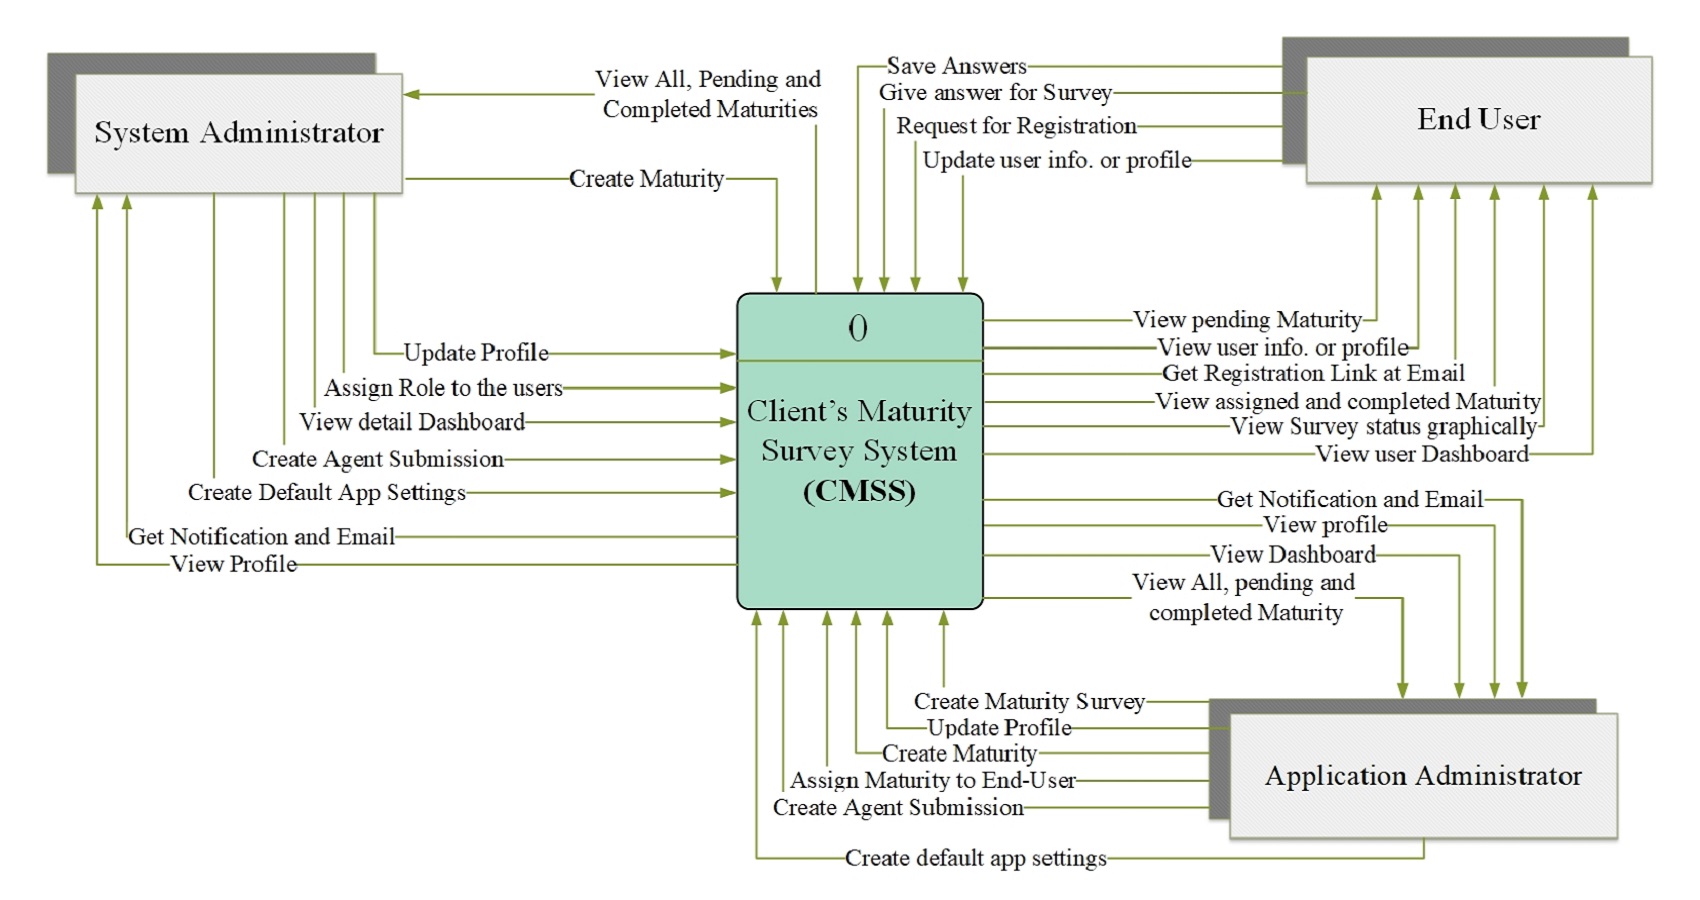 System Administrator
View All, Pending and
Completed Maturities
Create Maturity
Save Answers
Give answer for Survey
Request for Registration
Update user info. or profile
End User
Update Profile
Assign Role to the users
View detail Dashboard
Create Agent Submission
Create Default App Settings
Get Notification and Email
View Profile
0
Client’s Maturity
Survey System
(CMSS)
View pending Maturity
View user info. or profile
Get Registration Link at Email
View assigned and completed Maturity
View Survey status graphically
View user Dashboard
Get Notification and Email
View profile
View Dashboard
View All, pending and
completed Maturity
Create Maturity Survey
Update Profile
Create Maturity
Assign Maturity to End-User
Create Agent Submission
Create default app settings
Application Administrator